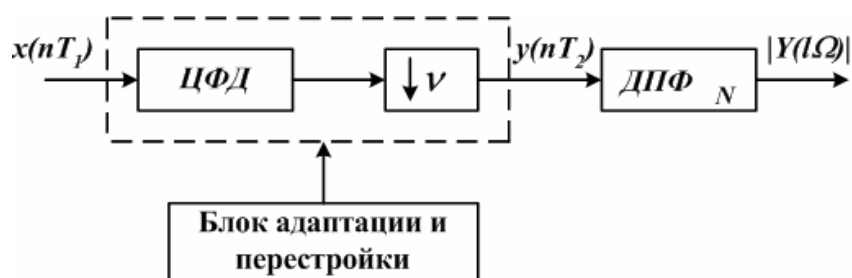 x(nT₁)
ЦФД
↓ν
y(nT₂)
ДПФ N
|Y(lΩ)|
Блок адаптации и
перестройки